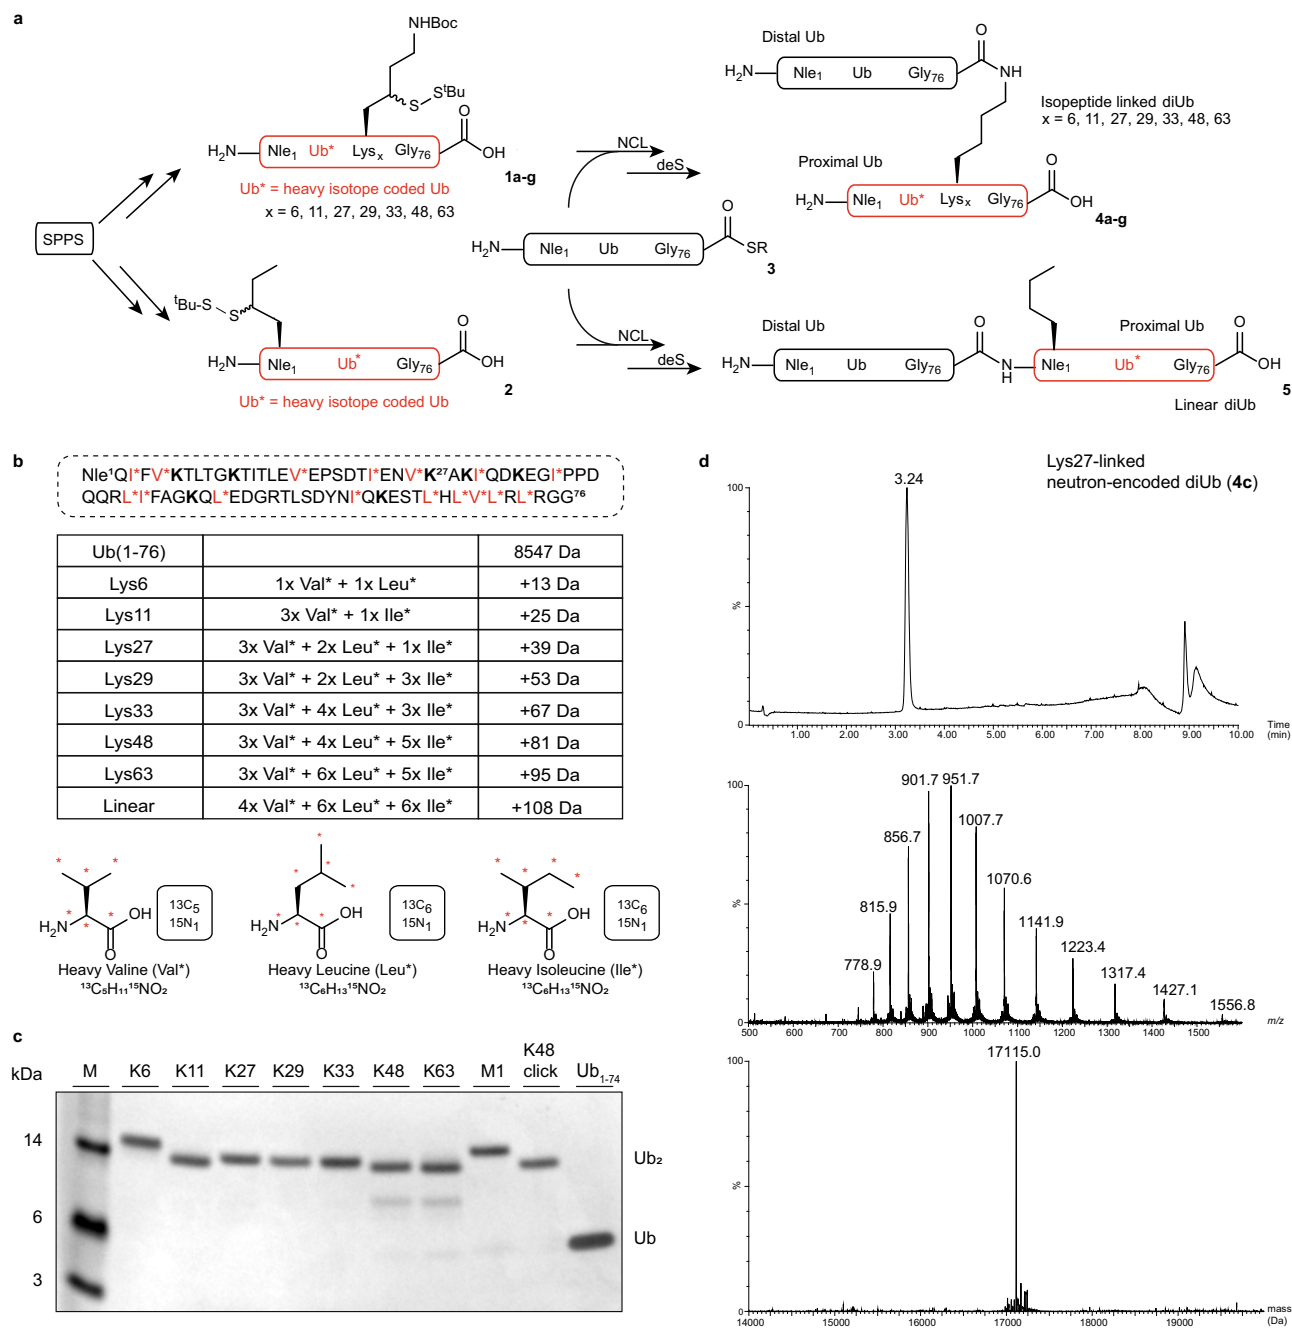 a
NHBoc
S
StBu
O
OH
H2N
Nle1 Ub* Lysx Gly76
1a-g
Ub* = heavy isotope coded Ub
x = 6, 11, 27, 29, 33, 48, 63
SPPS
tBu-S
S
O
OH
H2N
Nle1 Ub* Gly76
2
Ub* = heavy isotope coded Ub
NCL
deS
O
SR
H2N
Nle1 Ub Gly76
3
NCL
deS
Distal Ub
O
H2N
Nle1 Ub Gly76
NH
Isopeptide linked diUb
x = 6, 11, 27, 29, 33, 48, 63
Proximal Ub
O
OH
H2N
Nle1 Ub* Lysx Gly76
4a-g
Distal Ub
Proximal Ub
O
O
H2N
Nle1 Ub Gly76
N
H
Nle1 Ub* Gly76
OH
5
Linear diUb
b
Nle¹QI*FV*KTLTGKTITLEV*EPSDTI*ENV*K²⁷AKI*QDKEGI*PPD
QQRL*I*FAGKQL*EDGRTLSDYNI*QKESTL*HL*V*L*RL*RGG⁷⁶
Ub(1-76) 8547 Da
Lys6 1x Val* + 1x Leu* +13 Da
Lys11 3x Val* + 1x Ile* +25 Da
Lys27 3x Val* + 2x Leu* + 1x Ile* +39 Da
Lys29 3x Val* + 2x Leu* + 3x Ile* +53 Da
Lys33 3x Val* + 4x Leu* + 3x Ile* +67 Da
Lys48 3x Val* + 4x Leu* + 5x Ile* +81 Da
Lys63 3x Val* + 6x Leu* + 5x Ile* +95 Da
Linear 4x Val* + 6x Leu* + 6x Ile* +108 Da
* * * * * *
H2N
OH
O
13C5
15N1
Heavy Valine (Val*)
¹³C₅H₁₁¹⁵NO₂
* * * * * *
H2N
OH
O
13C6
15N1
Heavy Leucine (Leu*)
¹³C₆H₁₃¹⁵NO₂
* * * * * *
H2N
OH
O
13C6
15N1
Heavy Isoleucine (Ile*)
¹³C₆H₁₃¹⁵NO₂
c
kDa M K6 K11 K27 K29 K33 K48 K63 M1 K48 click Ub1-74
14
6
3
Ub₂
Ub
d
Lys27-linked
neutron-encoded diUb (4c)
100
%
0
3.24
1.00 2.00 3.00 4.00 5.00 6.00 7.00 8.00 9.00 10.00
Time
(min)
100
%
0
778.9
815.9
856.7
901.7
951.7
1007.7
1070.6
1141.9
1223.4
1317.4
1427.1
1556.8
500 600 700 800 900 1000 1100 1200 1300 1400 1500
m/z
17115.0
100
%
0
14000 15000 16000 17000 18000 19000
mass
(Da)